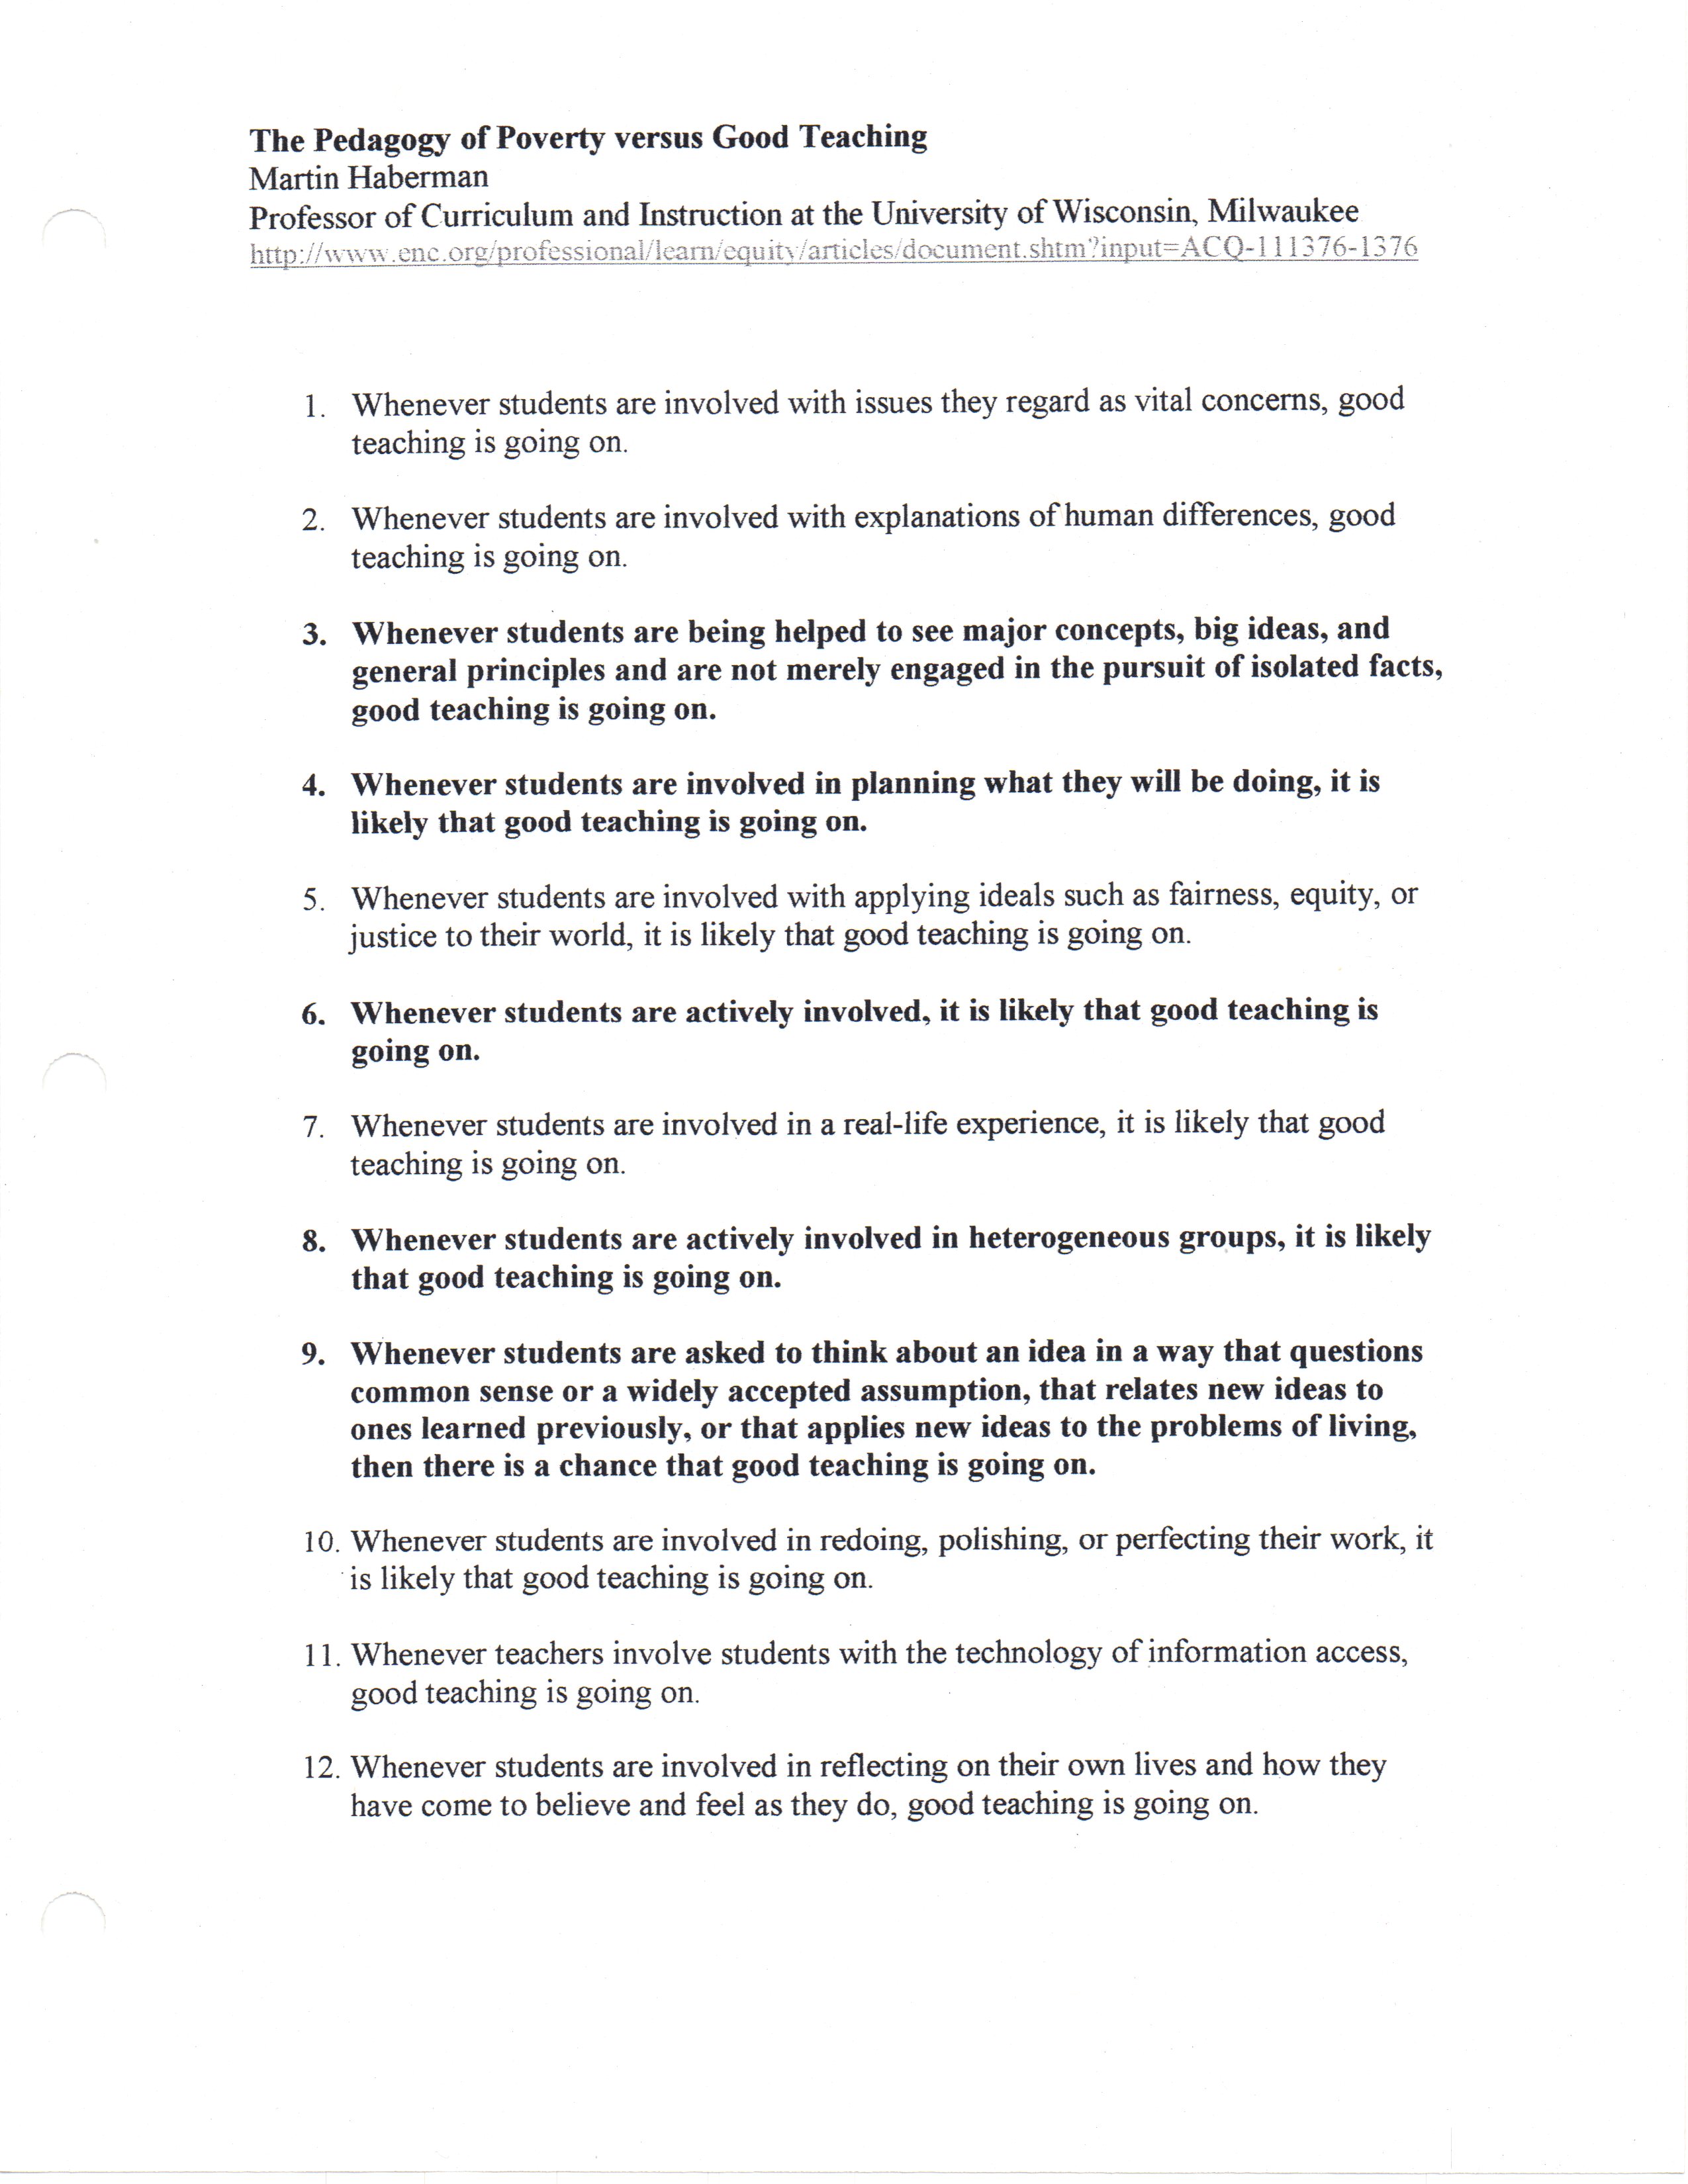 The Pedagogy of Poverty versus Good Teaching
Martin Haberman
Professor of Curriculum and Instruction at the University of Wisconsin, Milwaukee
http://www.enc.org/professional/learn/equity/articles/document.shtm?input=ACQ-111376-1376
1. Whenever students are involved with issues they regard as vital concerns, good
teaching is going on.
2. Whenever students are involved with explanations of human differences, good
teaching is going on.
3. Whenever students are being helped to see major concepts, big ideas, and
general principles and are not merely engaged in the pursuit of isolated facts,
good teaching is going on.
4. Whenever students are involved in planning what they will be doing, it is
likely that good teaching is going on.
5. Whenever students are involved with applying ideals such as fairness, equity, or
justice to their world, it is likely that good teaching is going on.
6. Whenever students are actively involved, it is likely that good teaching is
going on.
7. Whenever students are involved in a real-life experience, it is likely that good
teaching is going on.
8. Whenever students are actively involved in heterogeneous groups, it is likely
that good teaching is going on.
9. Whenever students are asked to think about an idea in a way that questions
common sense or a widely accepted assumption, that relates new ideas to
ones learned previously, or that applies new ideas to the problems of living,
then there is a chance that good teaching is going on.
10. Whenever students are involved in redoing, polishing, or perfecting their work, it
is likely that good teaching is going on.
11. Whenever teachers involve students with the technology of information access,
good teaching is going on.
12. Whenever students are involved in reflecting on their own lives and how they
have come to believe and feel as they do, good teaching is going on.